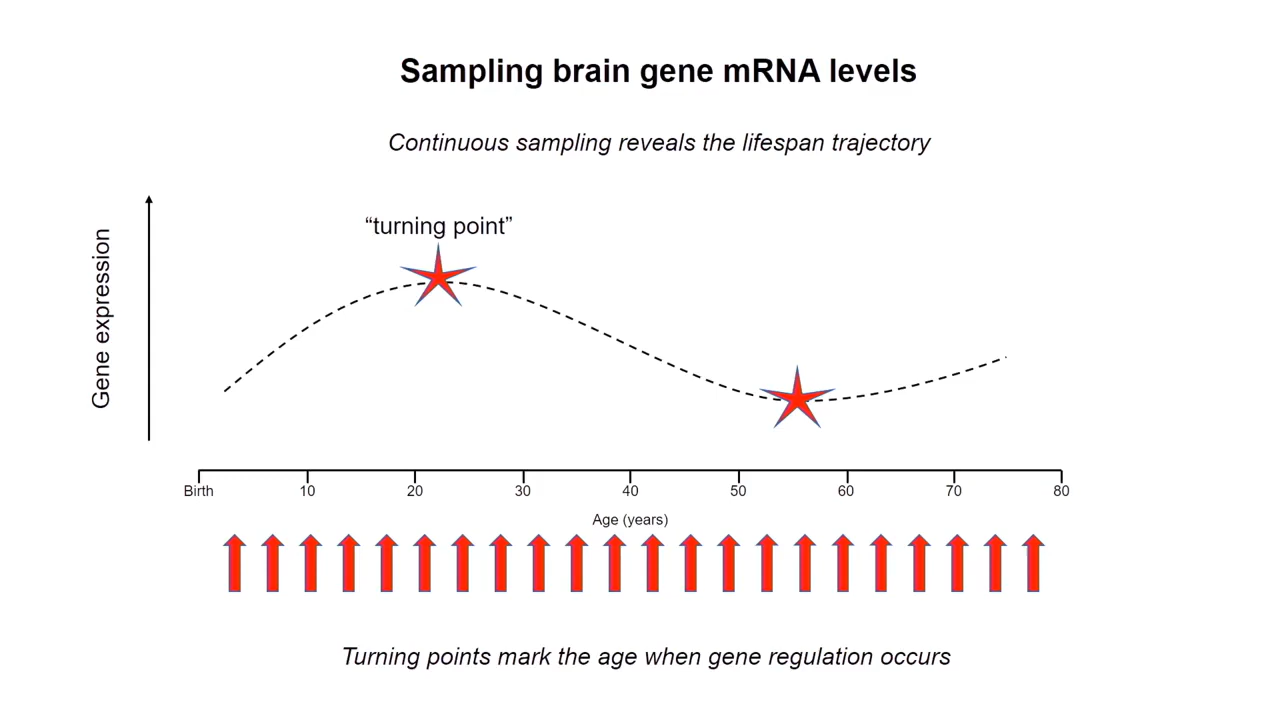 Sampling brain gene mRNA levels
Continuous sampling reveals the lifespan trajectory
“turning point”
Gene expression
Birth 10 20 30 40 50 60 70 80
Age (years)
Turning points mark the age when gene regulation occurs